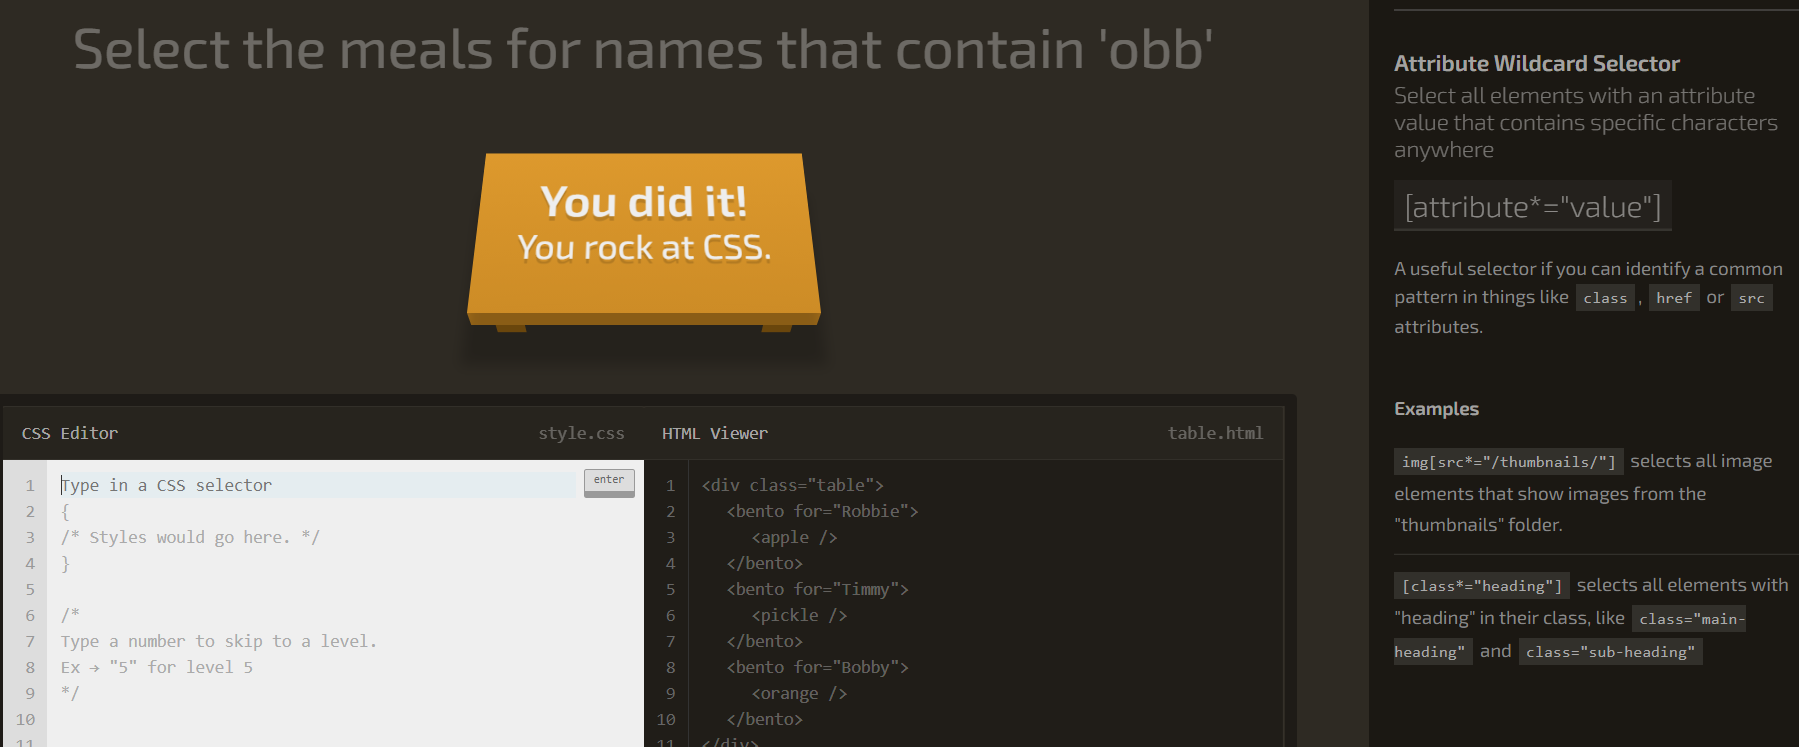 Select the meals for names that contain 'obb'
You did it!
You rock at CSS.
CSS Editor
style.css
1 Type in a CSS selector
enter
2 {
3 /* Styles would go here. */
4 }
5
6 /*
7 Type a number to skip to a level.
8 Ex → "5" for level 5
9 */
10
11
HTML Viewer
table.html
1 <div class="table">
2 <bento for="Robbie">
3 <apple />
4 </bento>
5 <bento for="Timmy">
6 <pickle />
7 </bento>
8 <bento for="Bobby">
9 <orange />
10 </bento>
11 </div>
Attribute Wildcard Selector
Select all elements with an attribute
value that contains specific characters
anywhere
[attribute*="value"]
A useful selector if you can identify a common
pattern in things like class , href or src
attributes.
Examples
img[src*="/thumbnails/"] selects all image
elements that show images from the
"thumbnails" folder.
[class*="heading"] selects all elements with
"heading" in their class, like class="main-
heading" and class="sub-heading"